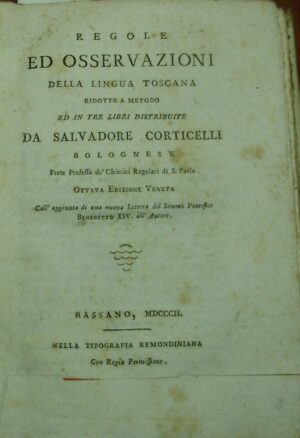 REGOLE
ED OSSERVAZIONI
DELLA LINGUA TOSCANA
RIDOTTE A METODO
ED IN TRE LIBRI DISTRIBUITE
DA SALVADORE CORTICELLI
BOLOGNESE
Prete Professo de' Chierici Regolari di S. Paolo.
OTTAVA EDIZIONE VENETA
Coll' aggiunta di una nuova Lettera del Sommo Pontefice
BENEDETTO XIV. all' Autore.
BASSANO, MDCCCII.
NELLA TIPOGRAFIA REMONDINIANA
Con Regia Permissione.